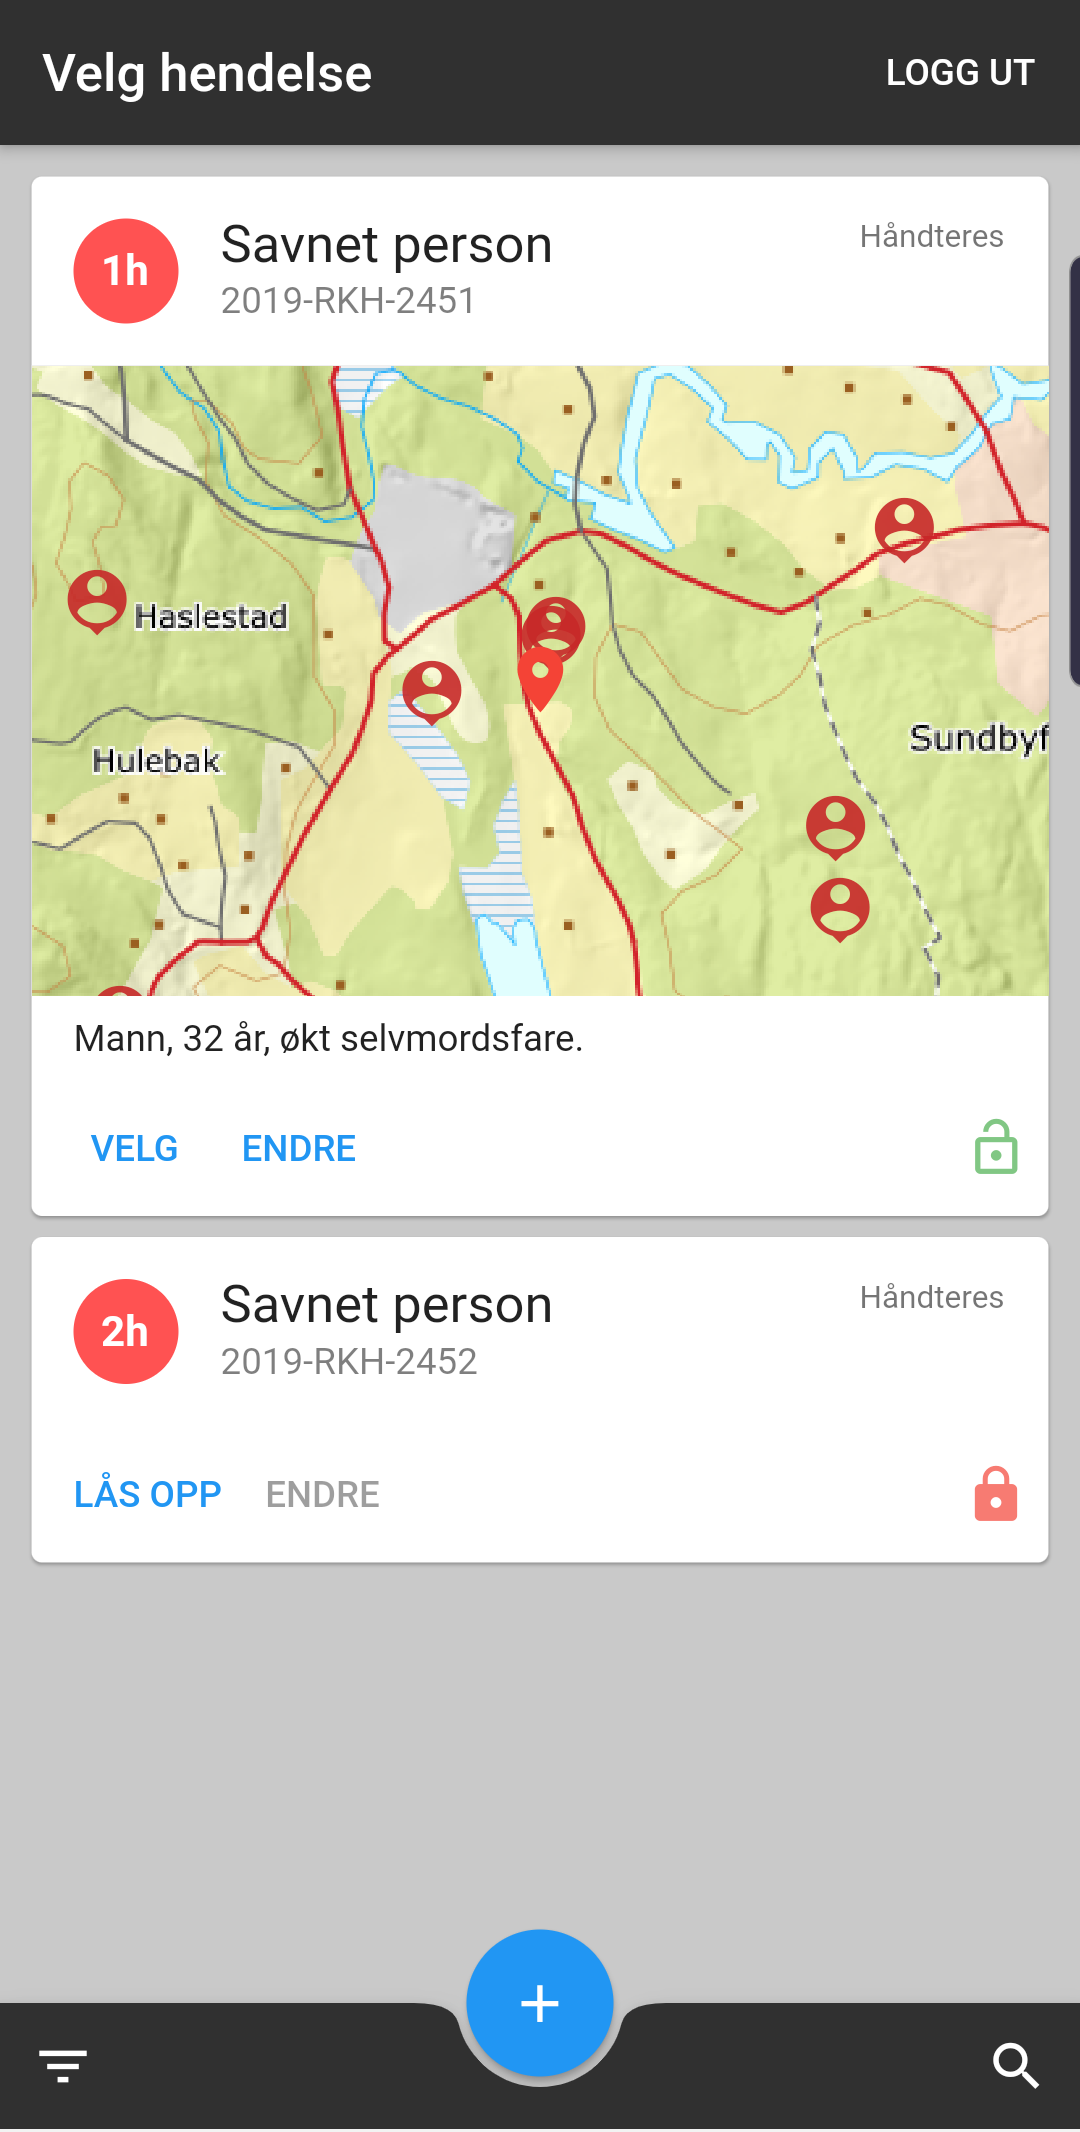 Velg hendelse
LOGG UT
1h
Savnet person
Håndteres
2019-RKH-2451
Haslestad
Hulebak
Sundbyf
Mann, 32 år, økt selvmordsfare.
VELG
ENDRE
2h
Savnet person
Håndteres
2019-RKH-2452
LÅS OPP
ENDRE